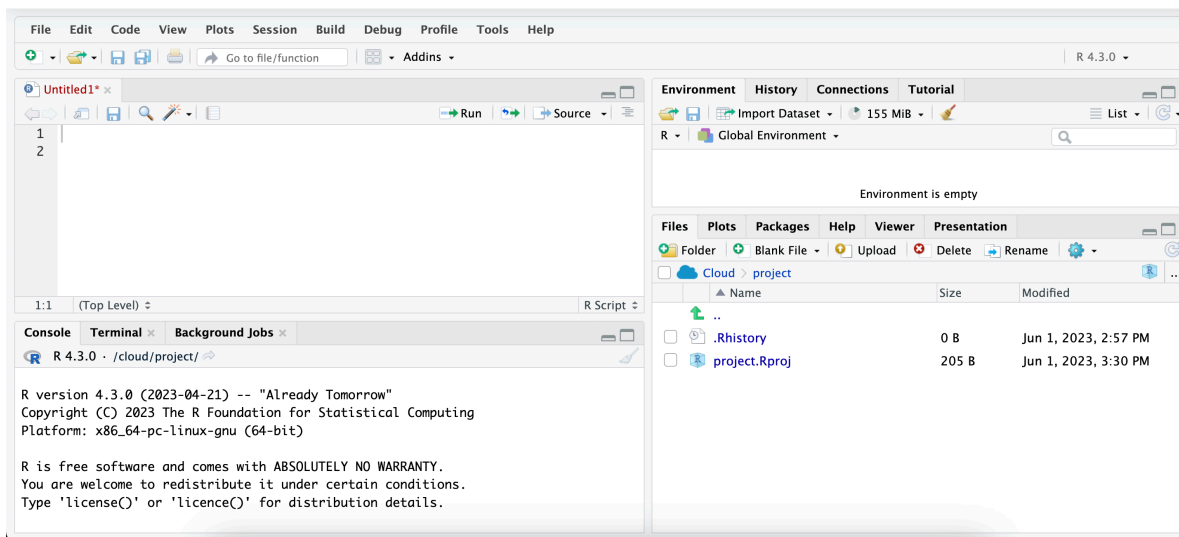 File Edit Code View Plots Session Build Debug Profile Tools Help
Go to file/function Addins R 4.3.0
Untitled1*
Run Source
1
2
1:1 (Top Level) R Script
Console Terminal Background Jobs
R 4.3.0 · /cloud/project/
R version 4.3.0 (2023-04-21) -- "Already Tomorrow"
Copyright (C) 2023 The R Foundation for Statistical Computing
Platform: x86_64-pc-linux-gnu (64-bit)
R is free software and comes with ABSOLUTELY NO WARRANTY.
You are welcome to redistribute it under certain conditions.
Type 'license()' or 'licence()' for distribution details.
Environment History Connections Tutorial
Import Dataset 155 MiB List
R Global Environment
Environment is empty
Files Plots Packages Help Viewer Presentation
Folder Blank File Upload Delete Rename
Cloud > project ..
Name Size Modified
..
.Rhistory 0 B Jun 1, 2023, 2:57 PM
project.Rproj 205 B Jun 1, 2023, 3:30 PM